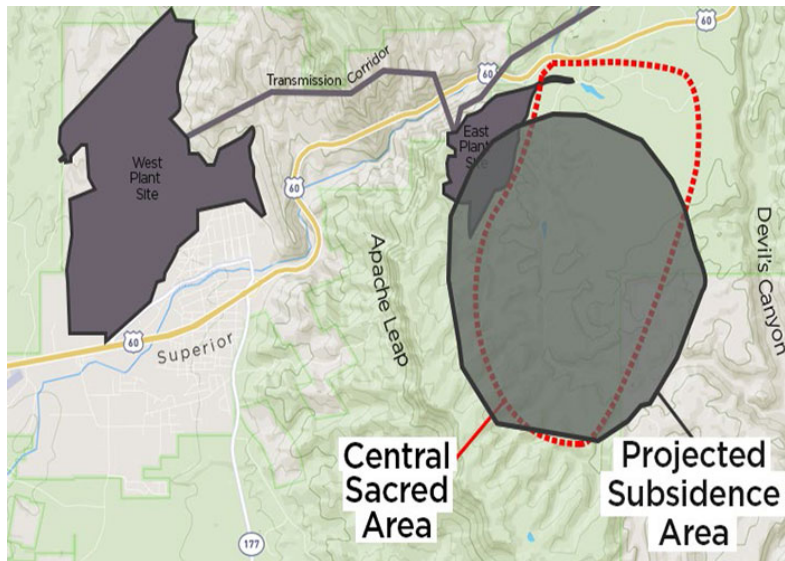 60
Transmission Corridor
60
East
Plant
Site
West
Plant
Site
60
Apache Leap
Devil's Canyon
60
Superior
Central
Sacred
Area
Projected
Subsidence
Area
177